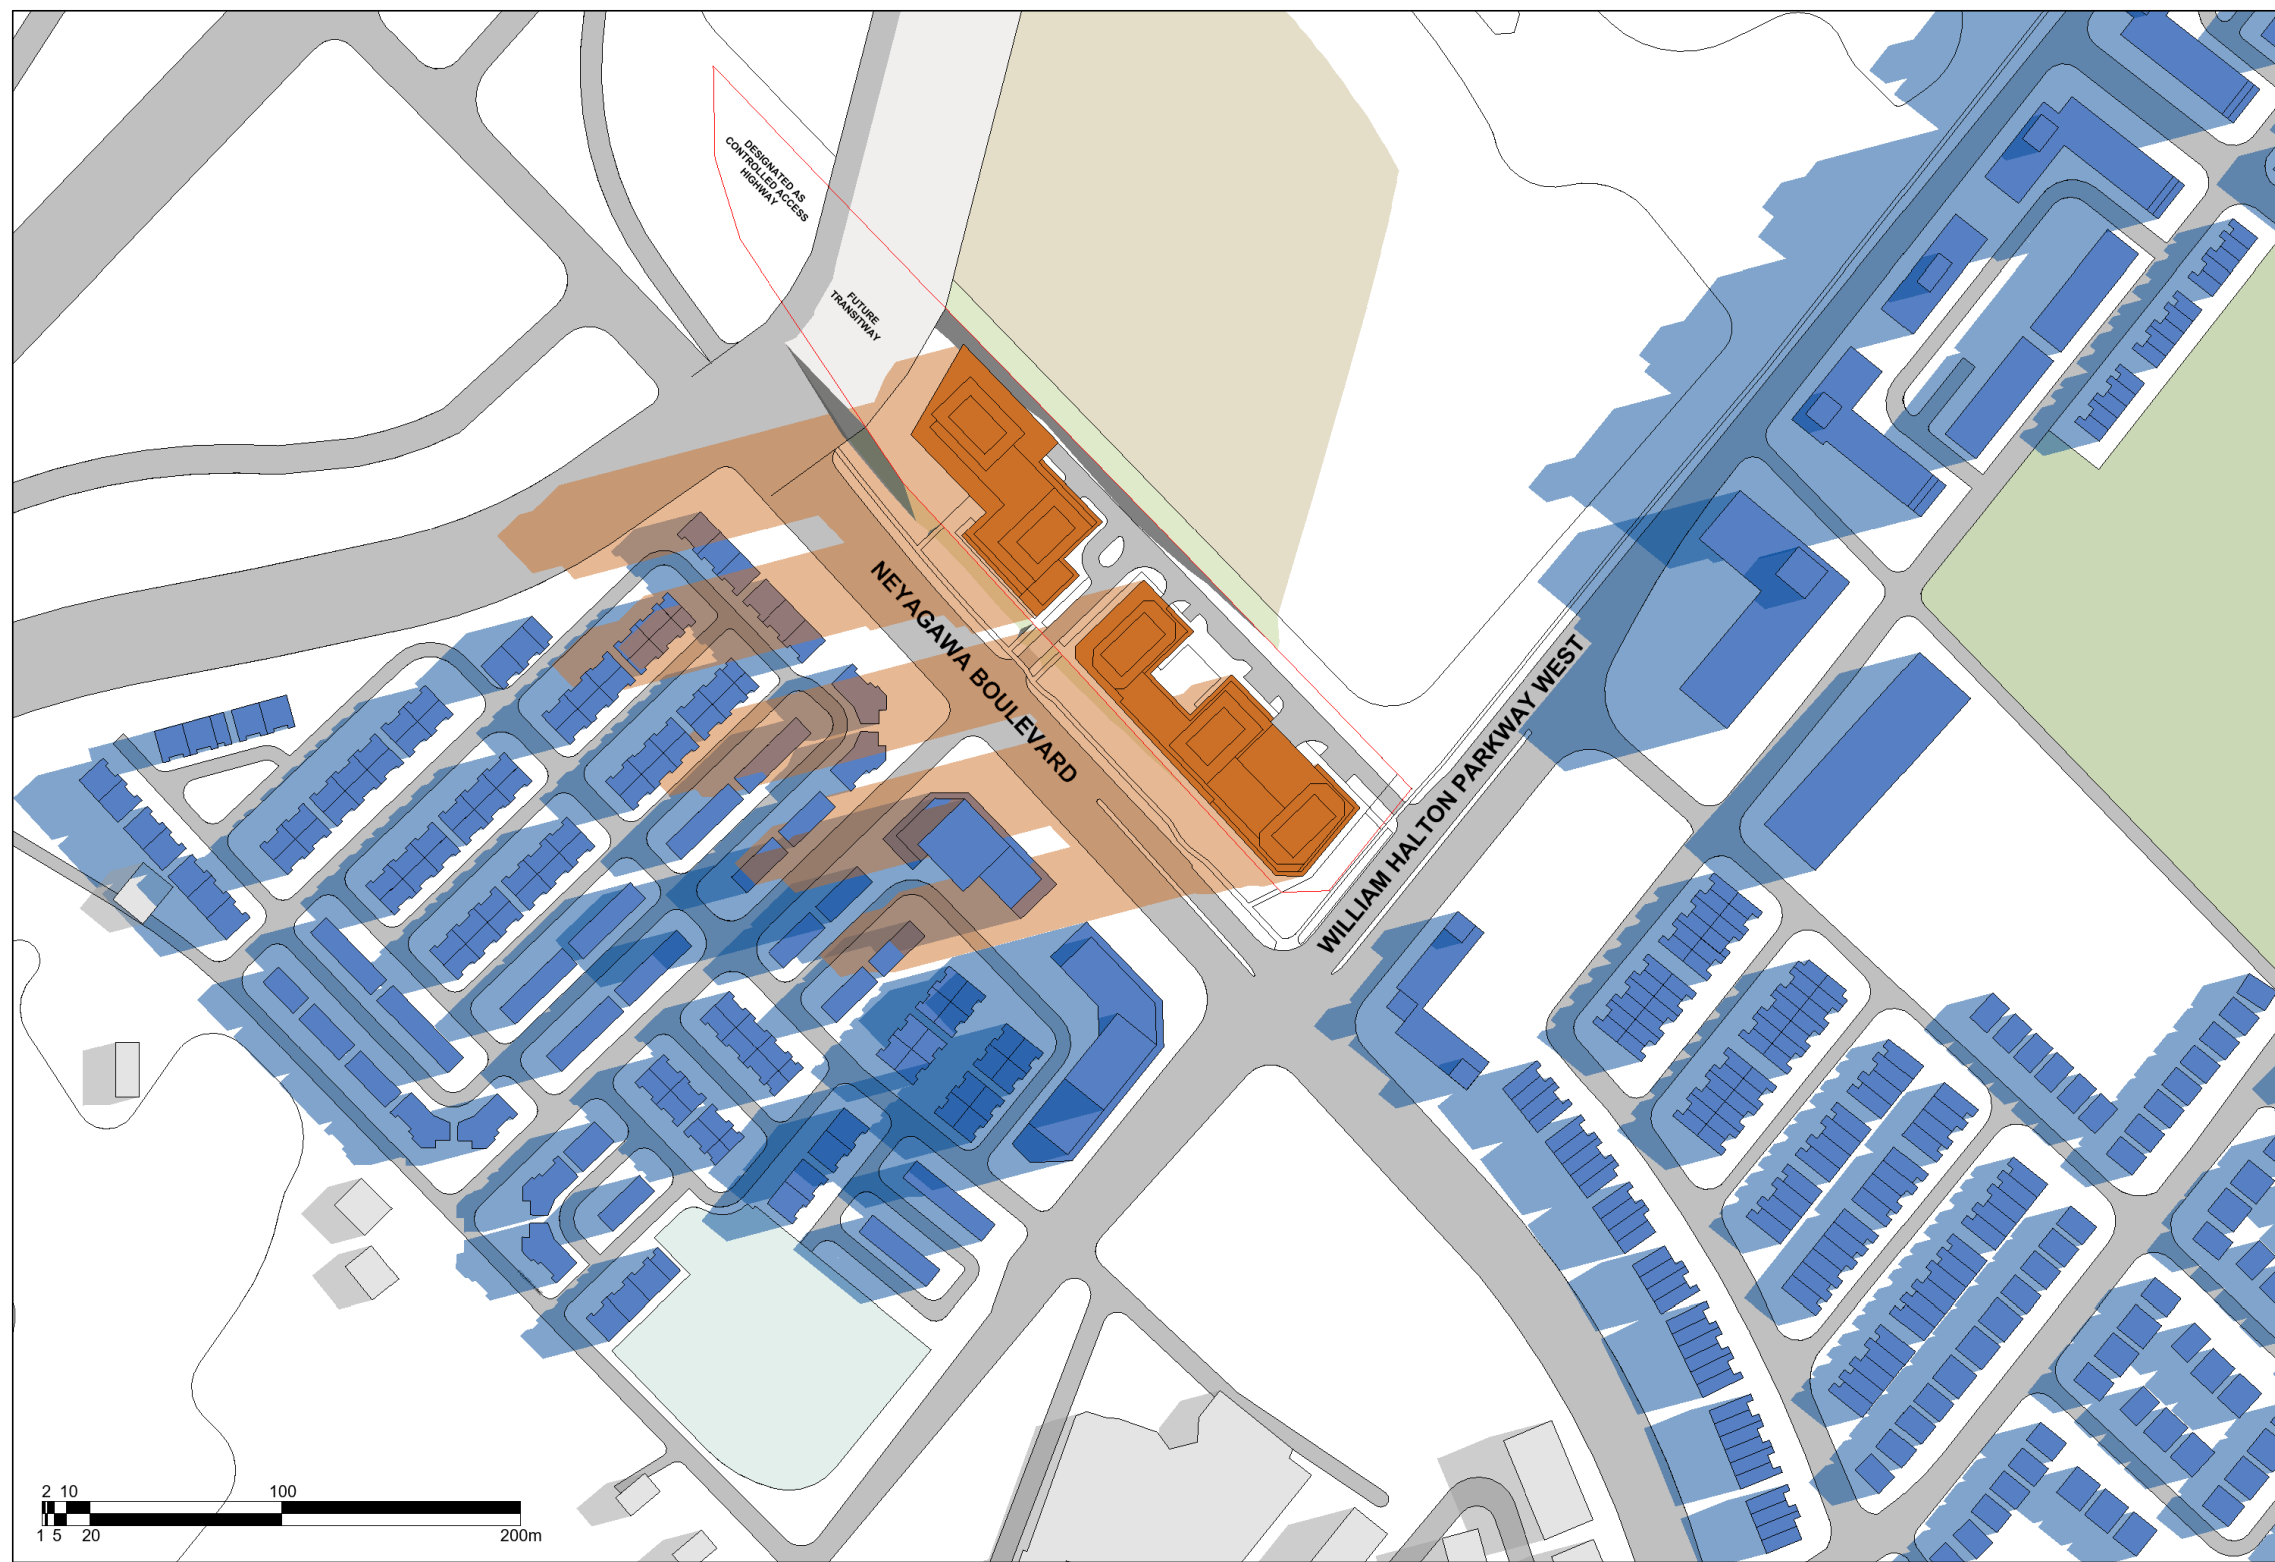 DESIGNATED AS
CONTROLLED ACCESS
HIGHWAY
FUTURE
TRANSITWAY
NEYAGAWA BOULEVARD
WILLIAM HALTON PARKWAY WEST
2 10 100
1 5 20 200m